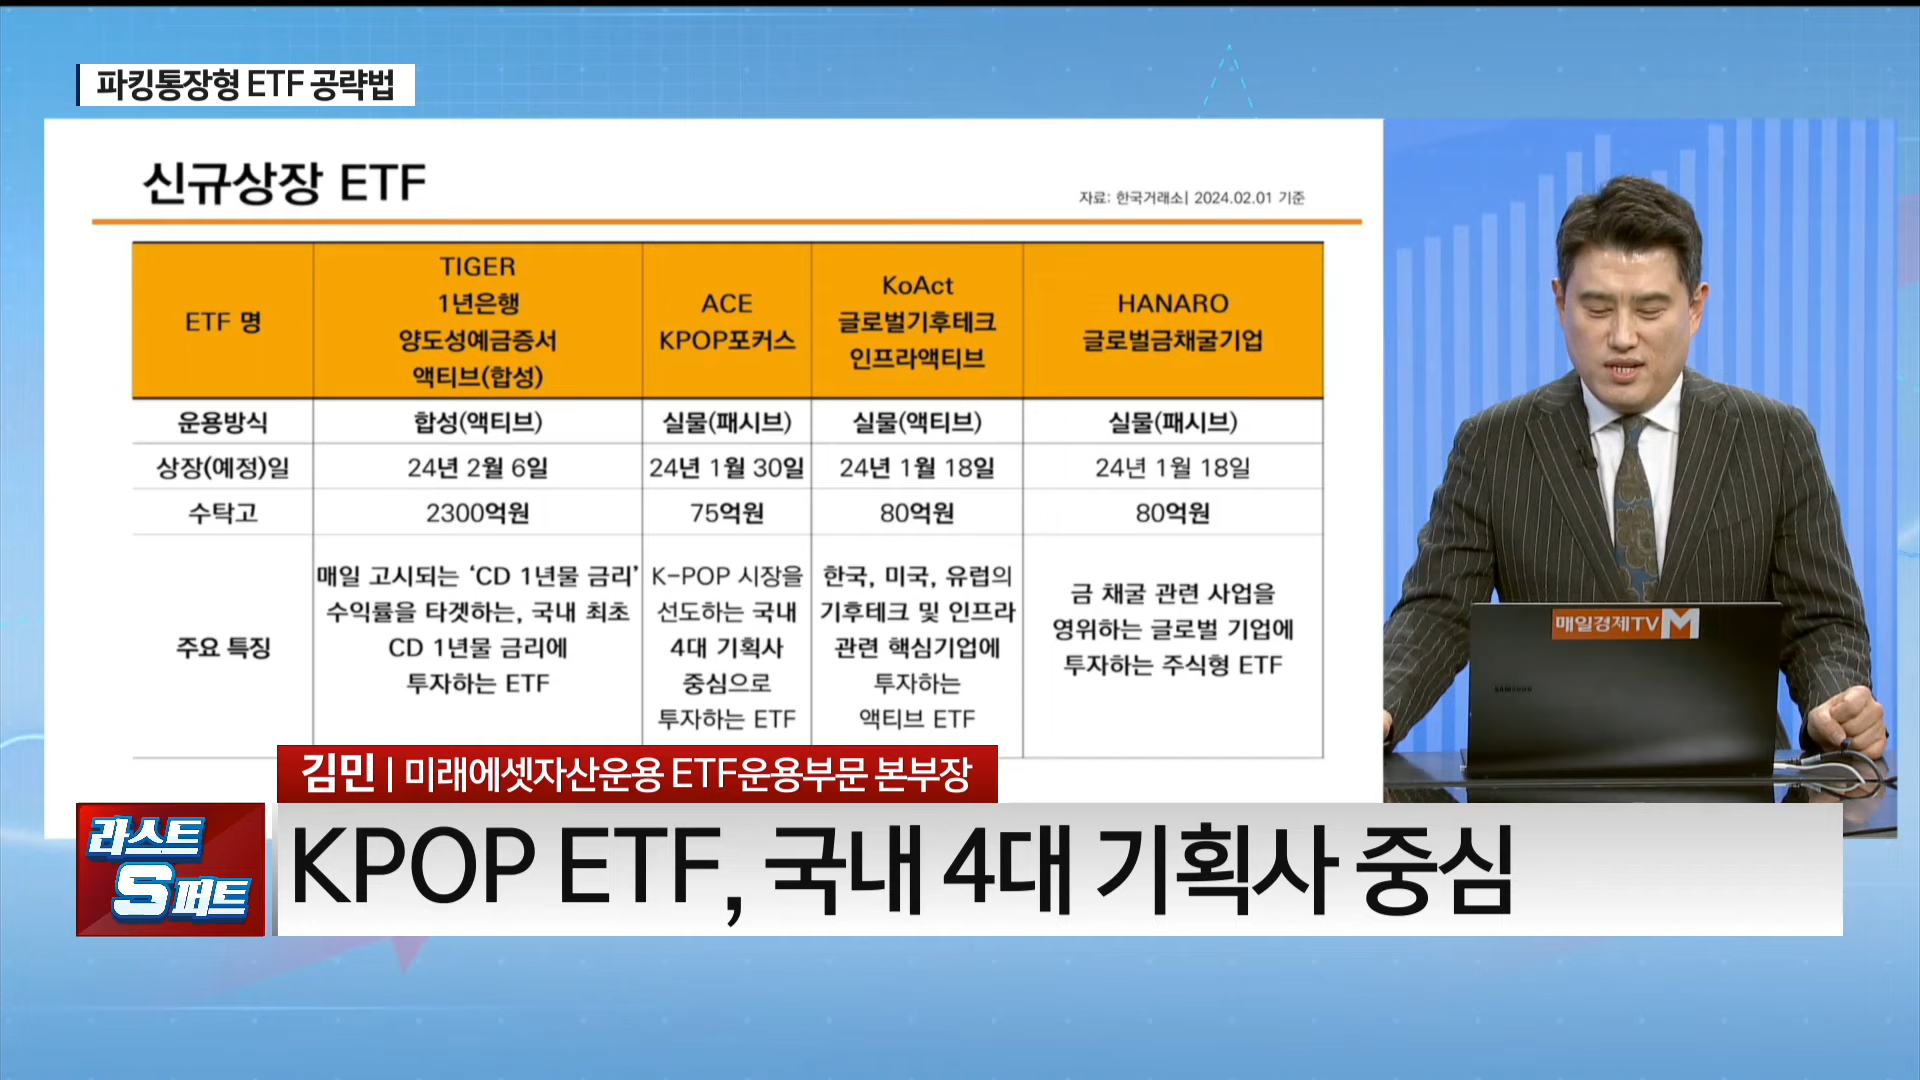 파킹통장형 ETF 공략법
신규상장 ETF
자료: 한국거래소| 2024.02.01 기준
ETF 명
TIGER
1년은행
양도성예금증서
액티브(합성)
ACE
KPOP포커스
KoAct
글로벌기후테크
인프라액티브
HANARO
글로벌금채굴기업
운용방식
합성(액티브)
실물(패시브)
실물(액티브)
실물(패시브)
상장(예정)일
24년 2월 6일
24년 1월 30일
24년 1월 18일
24년 1월 18일
수탁고
2300억원
75억원
80억원
80억원
주요 특징
매일 고시되는 ‘CD 1년물 금리’
수익률을 타겟하는, 국내 최초
CD 1년물 금리에
투자하는 ETF
K-POP 시장을
선도하는 국내
4대 기획사
중심으로
투자하는 ETF
한국, 미국, 유럽의
기후테크 및 인프라
관련 핵심기업에
투자하는
액티브 ETF
금 채굴 관련 사업을
영위하는 글로벌 기업에
투자하는 주식형 ETF
매일경제TV M
SAMSUNG
김민 | 미래에셋자산운용 ETF운용부문 본부장
라스트
S퍼트
KPOP ETF, 국내 4대 기획사 중심